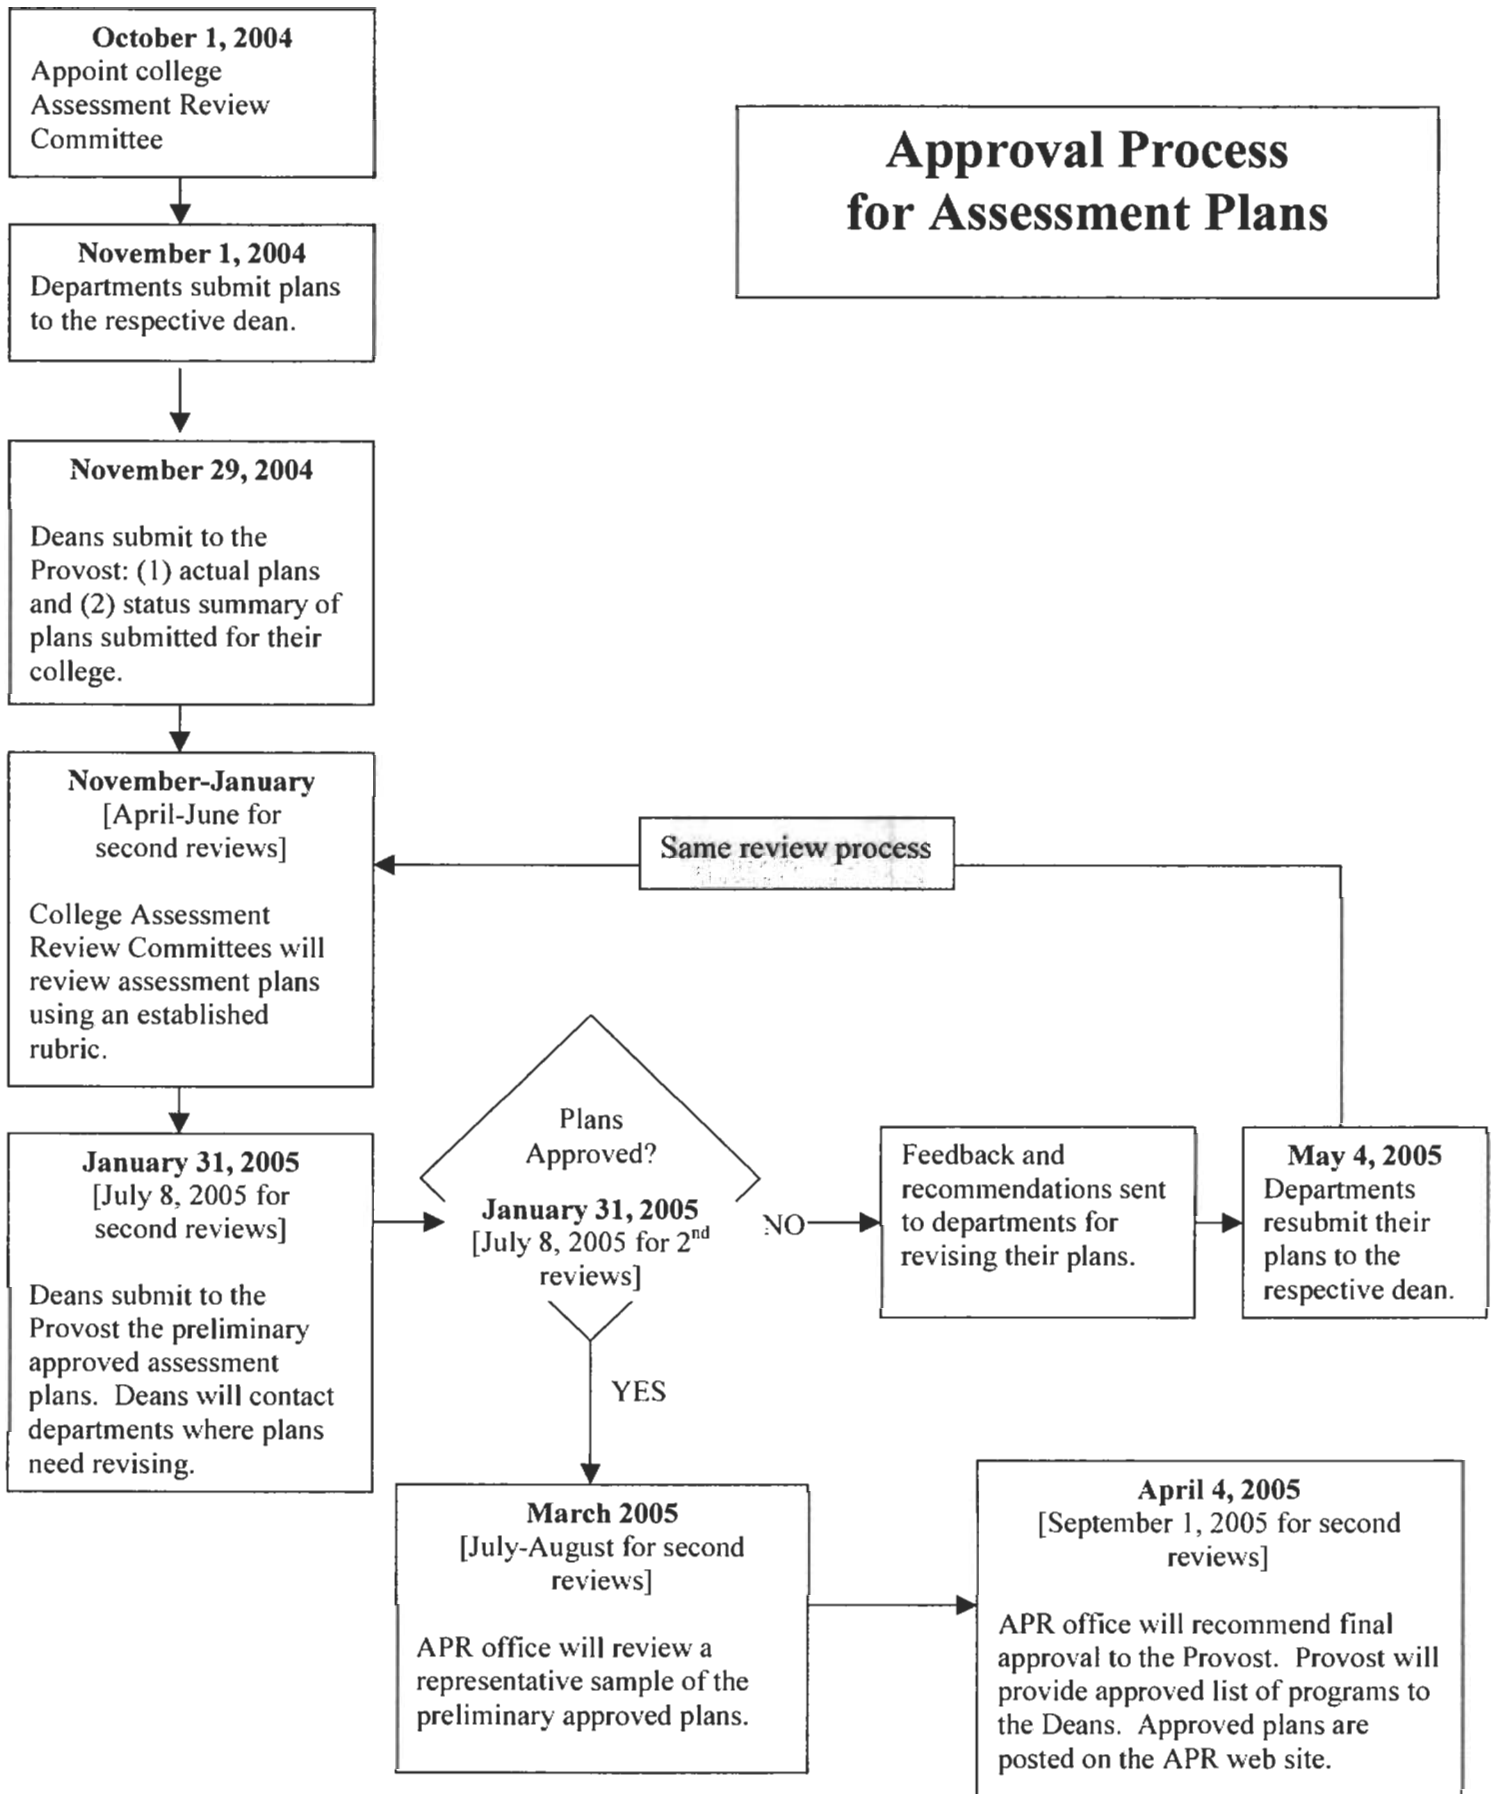 October 1, 2004
Appoint college
Assessment Review
Committee
Approval Process
for Assessment Plans
November 1, 2004
Departments submit plans
to the respective dean.
November 29, 2004
Deans submit to the
Provost: (1) actual plans
and (2) status summary of
plans submitted for their
college.
November-January
[April-June for
second reviews]
College Assessment
Review Committees will
review assessment plans
using an established
rubric.
Same review process
January 31, 2005
[July 8, 2005 for
second reviews]
Deans submit to the
Provost the preliminary
approved assessment
plans.  Deans will contact
departments where plans
need revising.
Plans
Approved?
January 31, 2005
[July 8, 2005 for 2nd
reviews]
NO
Feedback and
recommendations sent
to departments for
revising their plans.
May 4, 2005
Departments
resubmit their
plans to the
respective dean.
YES
March 2005
[July-August for second
reviews]
APR office will review a
representative sample of the
preliminary approved plans.
April 4, 2005
[September 1, 2005 for second
reviews]
APR office will recommend final
approval to the Provost.  Provost will
provide approved list of programs to
the Deans.  Approved plans are
posted on the APR web site.